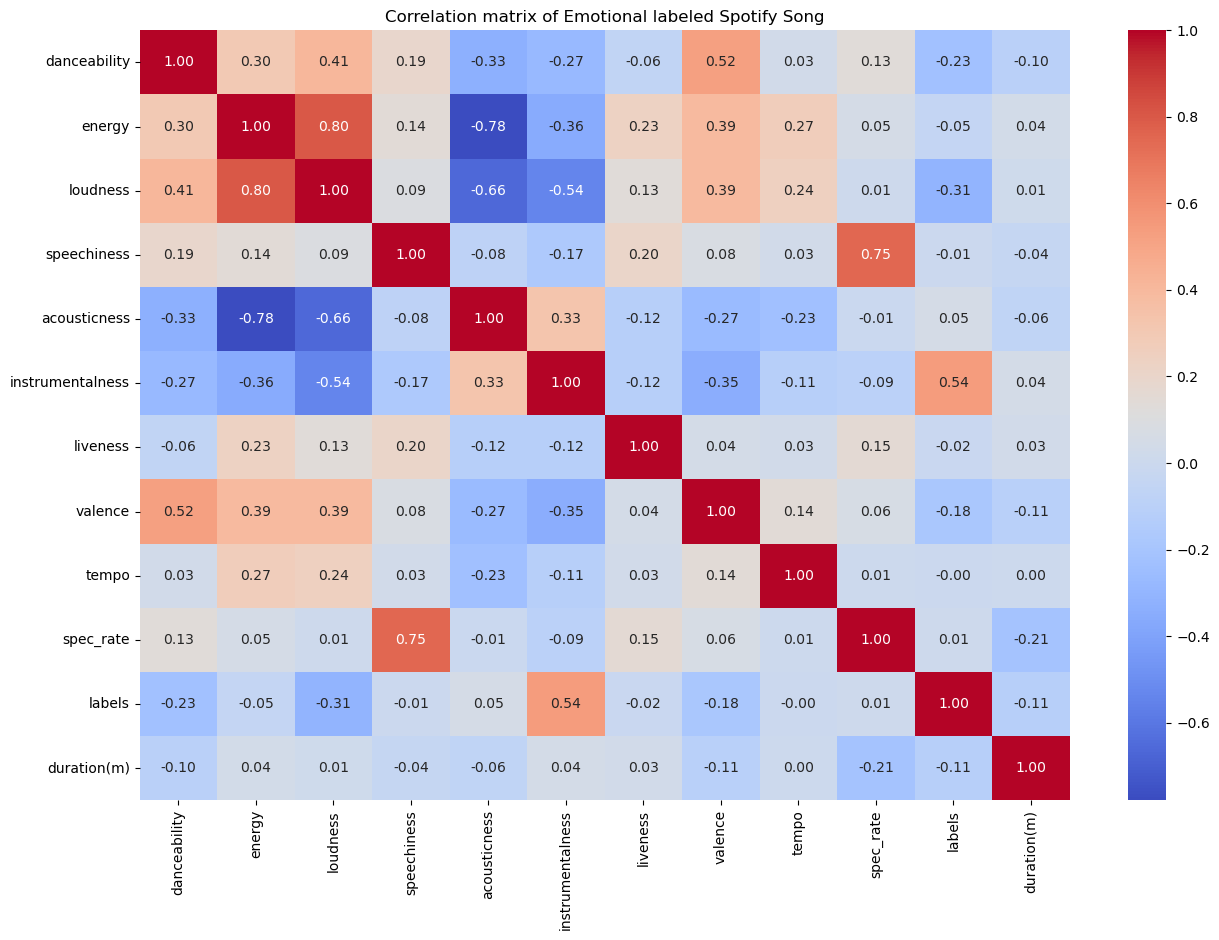 Correlation matrix of Emotional labeled Spotify Song
danceability 1.00 0.30 0.41 0.19 -0.33 -0.27 -0.06 0.52 0.03 0.13 -0.23 -0.10
energy 0.30 1.00 0.80 0.14 -0.78 -0.36 0.23 0.39 0.27 0.05 -0.05 0.04
loudness 0.41 0.80 1.00 0.09 -0.66 -0.54 0.13 0.39 0.24 0.01 -0.31 0.01
speechiness 0.19 0.14 0.09 1.00 -0.08 -0.17 0.20 0.08 0.03 0.75 -0.01 -0.04
acousticness -0.33 -0.78 -0.66 -0.08 1.00 0.33 -0.12 -0.27 -0.23 -0.01 0.05 -0.06
instrumentalness -0.27 -0.36 -0.54 -0.17 0.33 1.00 -0.12 -0.35 -0.11 -0.09 0.54 0.04
liveness -0.06 0.23 0.13 0.20 -0.12 -0.12 1.00 0.04 0.03 0.15 -0.02 0.03
valence 0.52 0.39 0.39 0.08 -0.27 -0.35 0.04 1.00 0.14 0.06 -0.18 -0.11
tempo 0.03 0.27 0.24 0.03 -0.23 -0.11 0.03 0.14 1.00 0.01 -0.00 0.00
spec_rate 0.13 0.05 0.01 0.75 -0.01 -0.09 0.15 0.06 0.01 1.00 0.01 -0.21
labels -0.23 -0.05 -0.31 -0.01 0.05 0.54 -0.02 -0.18 -0.00 0.01 1.00 -0.11
duration(m) -0.10 0.04 0.01 -0.04 -0.06 0.04 0.03 -0.11 0.00 -0.21 -0.11 1.00
danceability energy loudness speechiness acousticness instrumentalness liveness valence tempo spec_rate labels duration(m)
1.0
0.8
0.6
0.4
0.2
0.0
−0.2
−0.4
−0.6